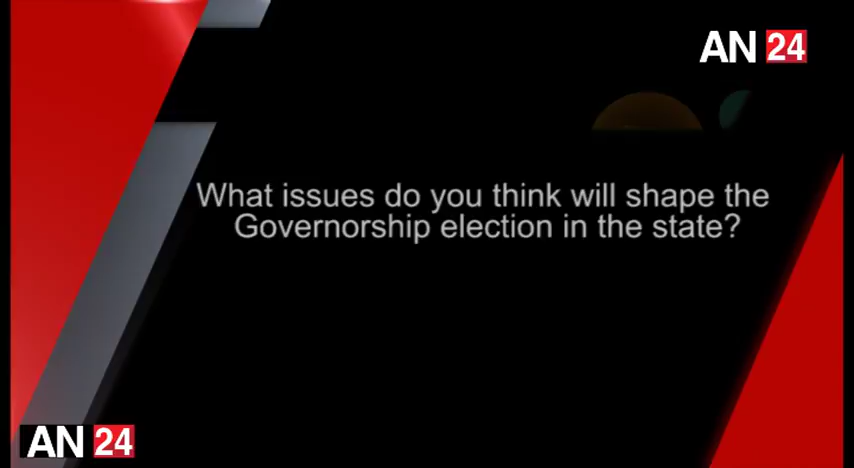 AN 24
What issues do you think will shape the
Governorship election in the state?
AN 24